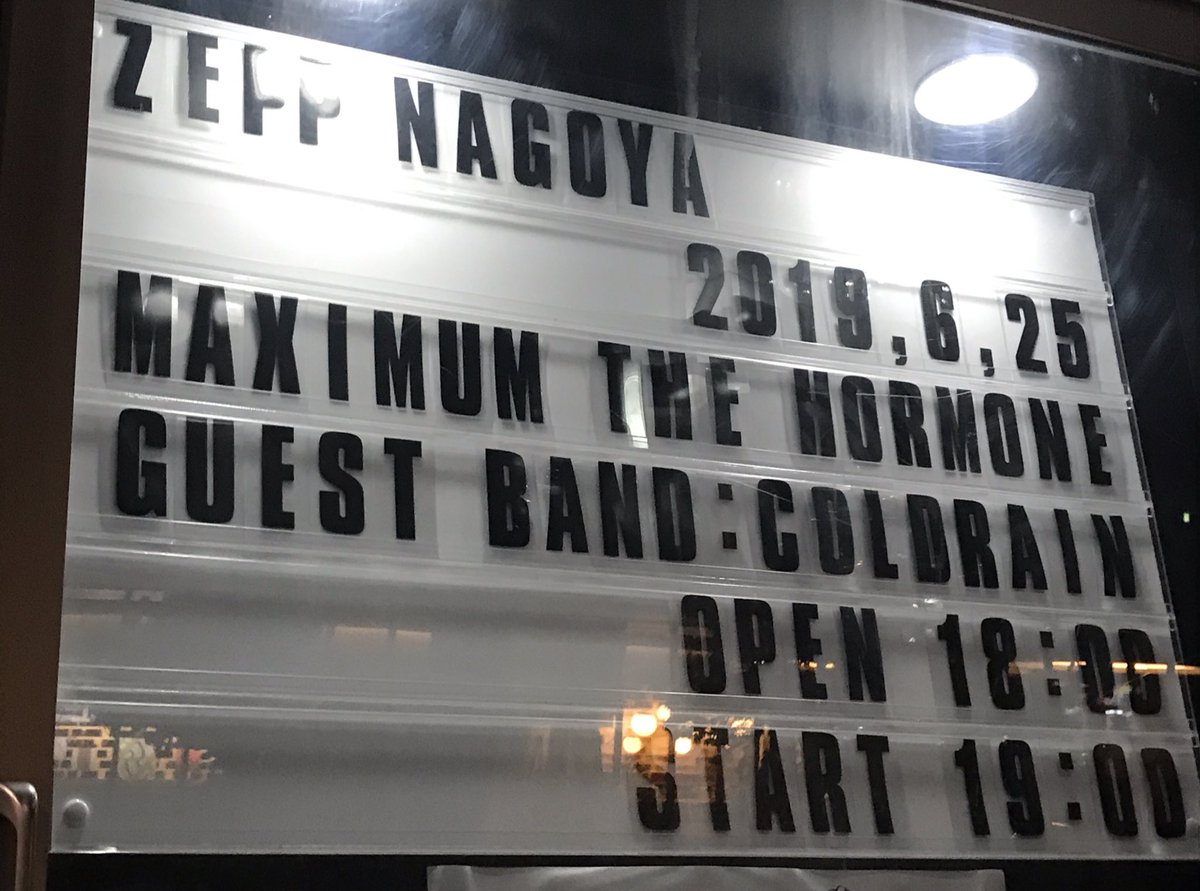 ZEPP NAGOYA
2019,6,25
MAXIMUM THE HORMONE
GUEST BAND:COLDRAIN
OPEN 18:00
START 19:00